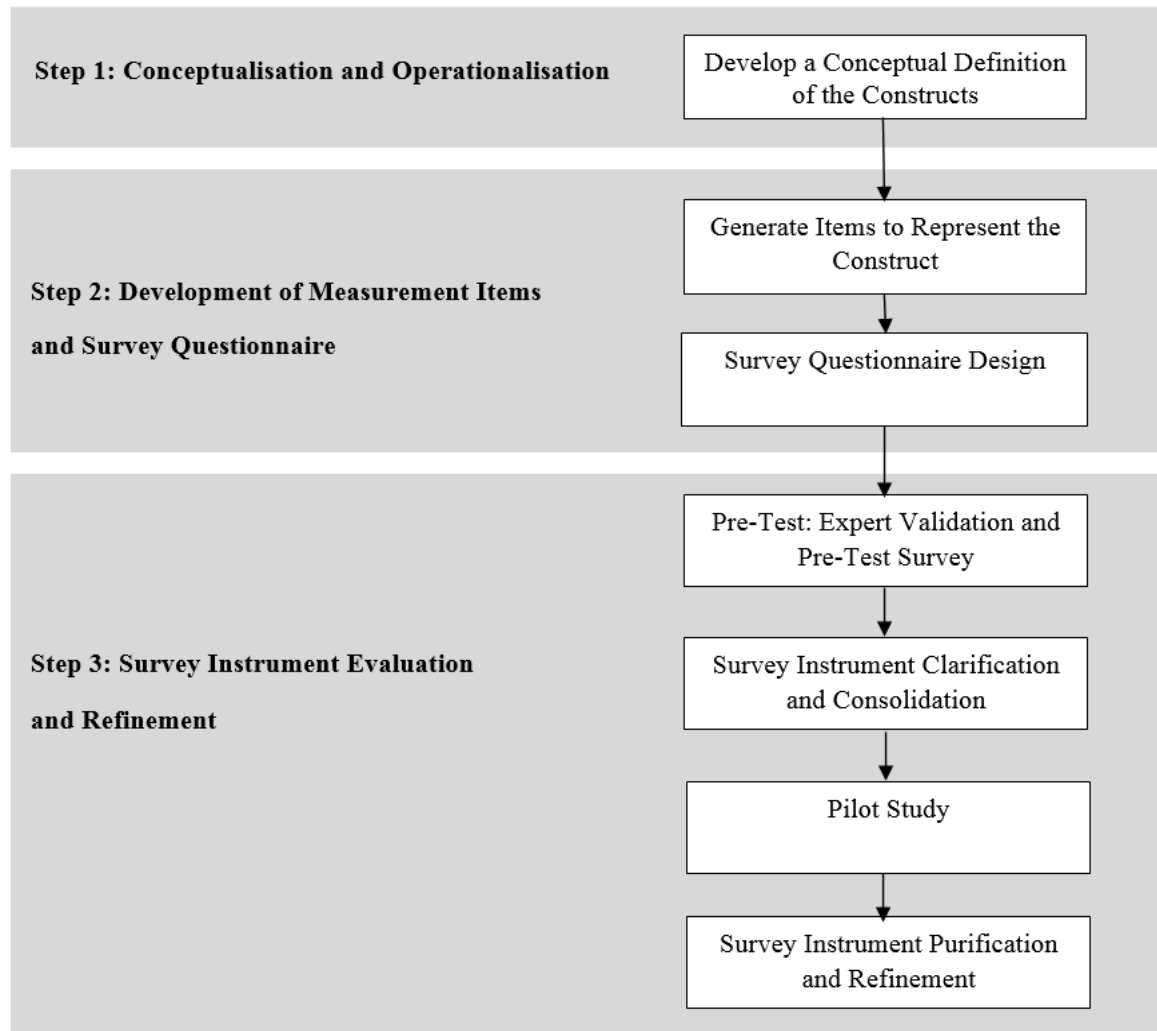 Step 1: Conceptualisation and Operationalisation
Develop a Conceptual Definition
of the Constructs
Step 2: Development of Measurement Items
and Survey Questionnaire
Generate Items to Represent the
Construct
Survey Questionnaire Design
Step 3: Survey Instrument Evaluation
and Refinement
Pre-Test: Expert Validation and
Pre-Test Survey
Survey Instrument Clarification
and Consolidation
Pilot Study
Survey Instrument Purification
and Refinement